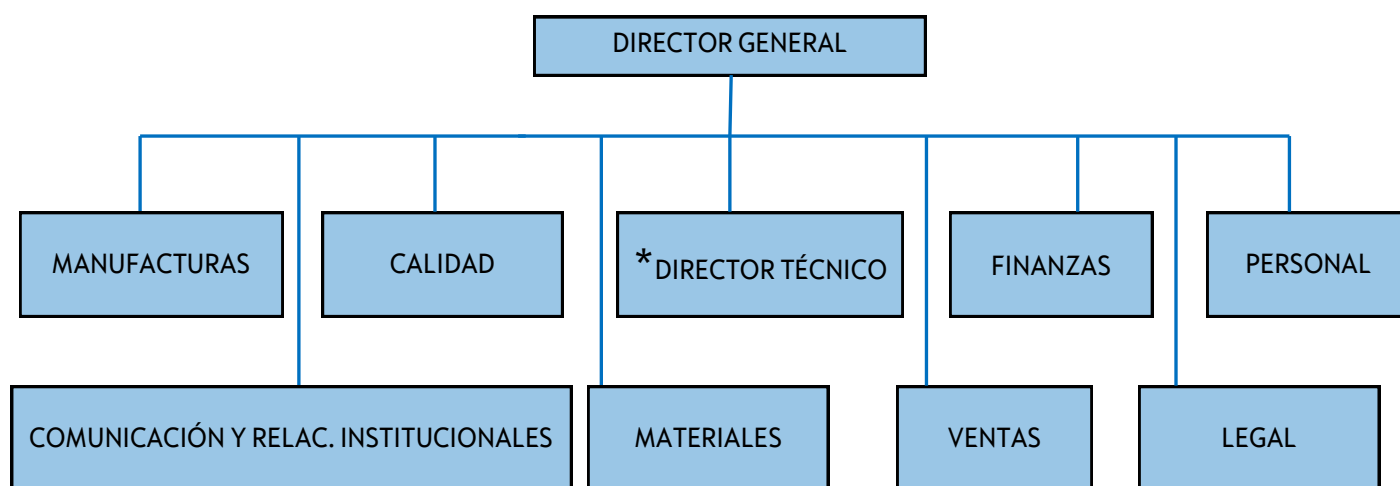 DIRECTOR GENERAL
MANUFACTURAS
CALIDAD
*DIRECTOR TÉCNICO
FINANZAS
PERSONAL
COMUNICACIÓN Y RELAC. INSTITUCIONALES
MATERIALES
VENTAS
LEGAL